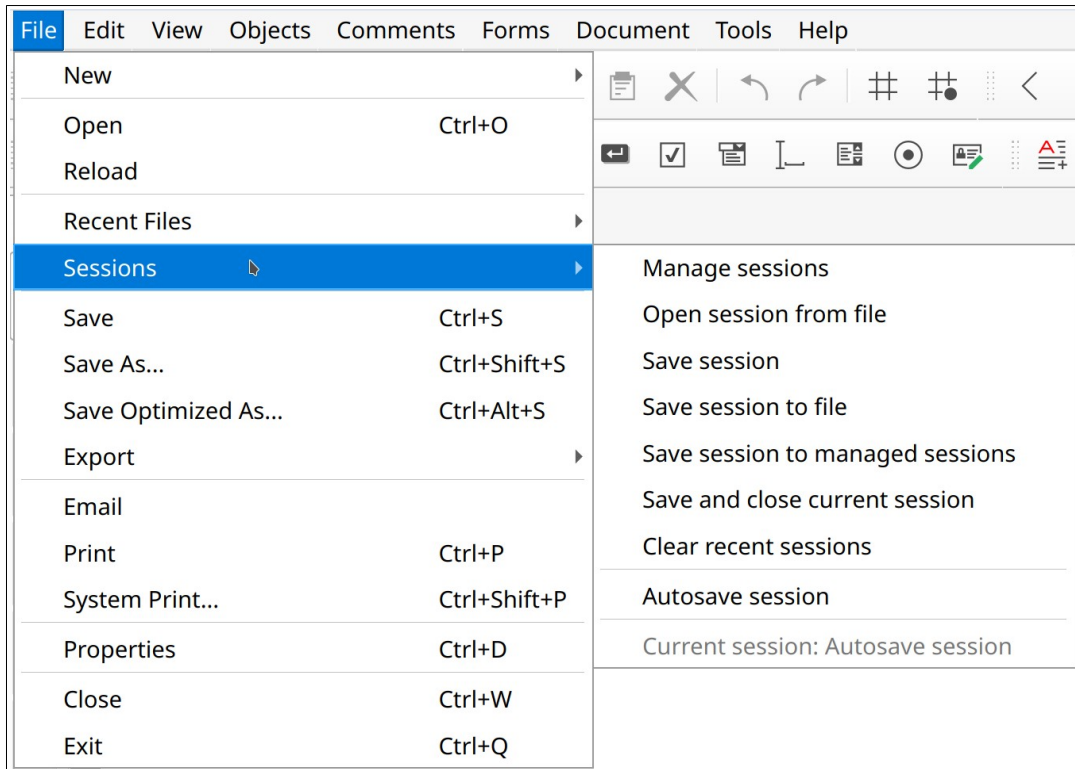 File Edit View Objects Comments Forms Document Tools Help
New
Open Ctrl+O
Reload
Recent Files
Sessions
Save Ctrl+S
Save As... Ctrl+Shift+S
Save Optimized As... Ctrl+Alt+S
Export
Email
Print Ctrl+P
System Print... Ctrl+Shift+P
Properties Ctrl+D
Close Ctrl+W
Exit Ctrl+Q
Manage sessions
Open session from file
Save session
Save session to file
Save session to managed sessions
Save and close current session
Clear recent sessions
Autosave session
Current session: Autosave session